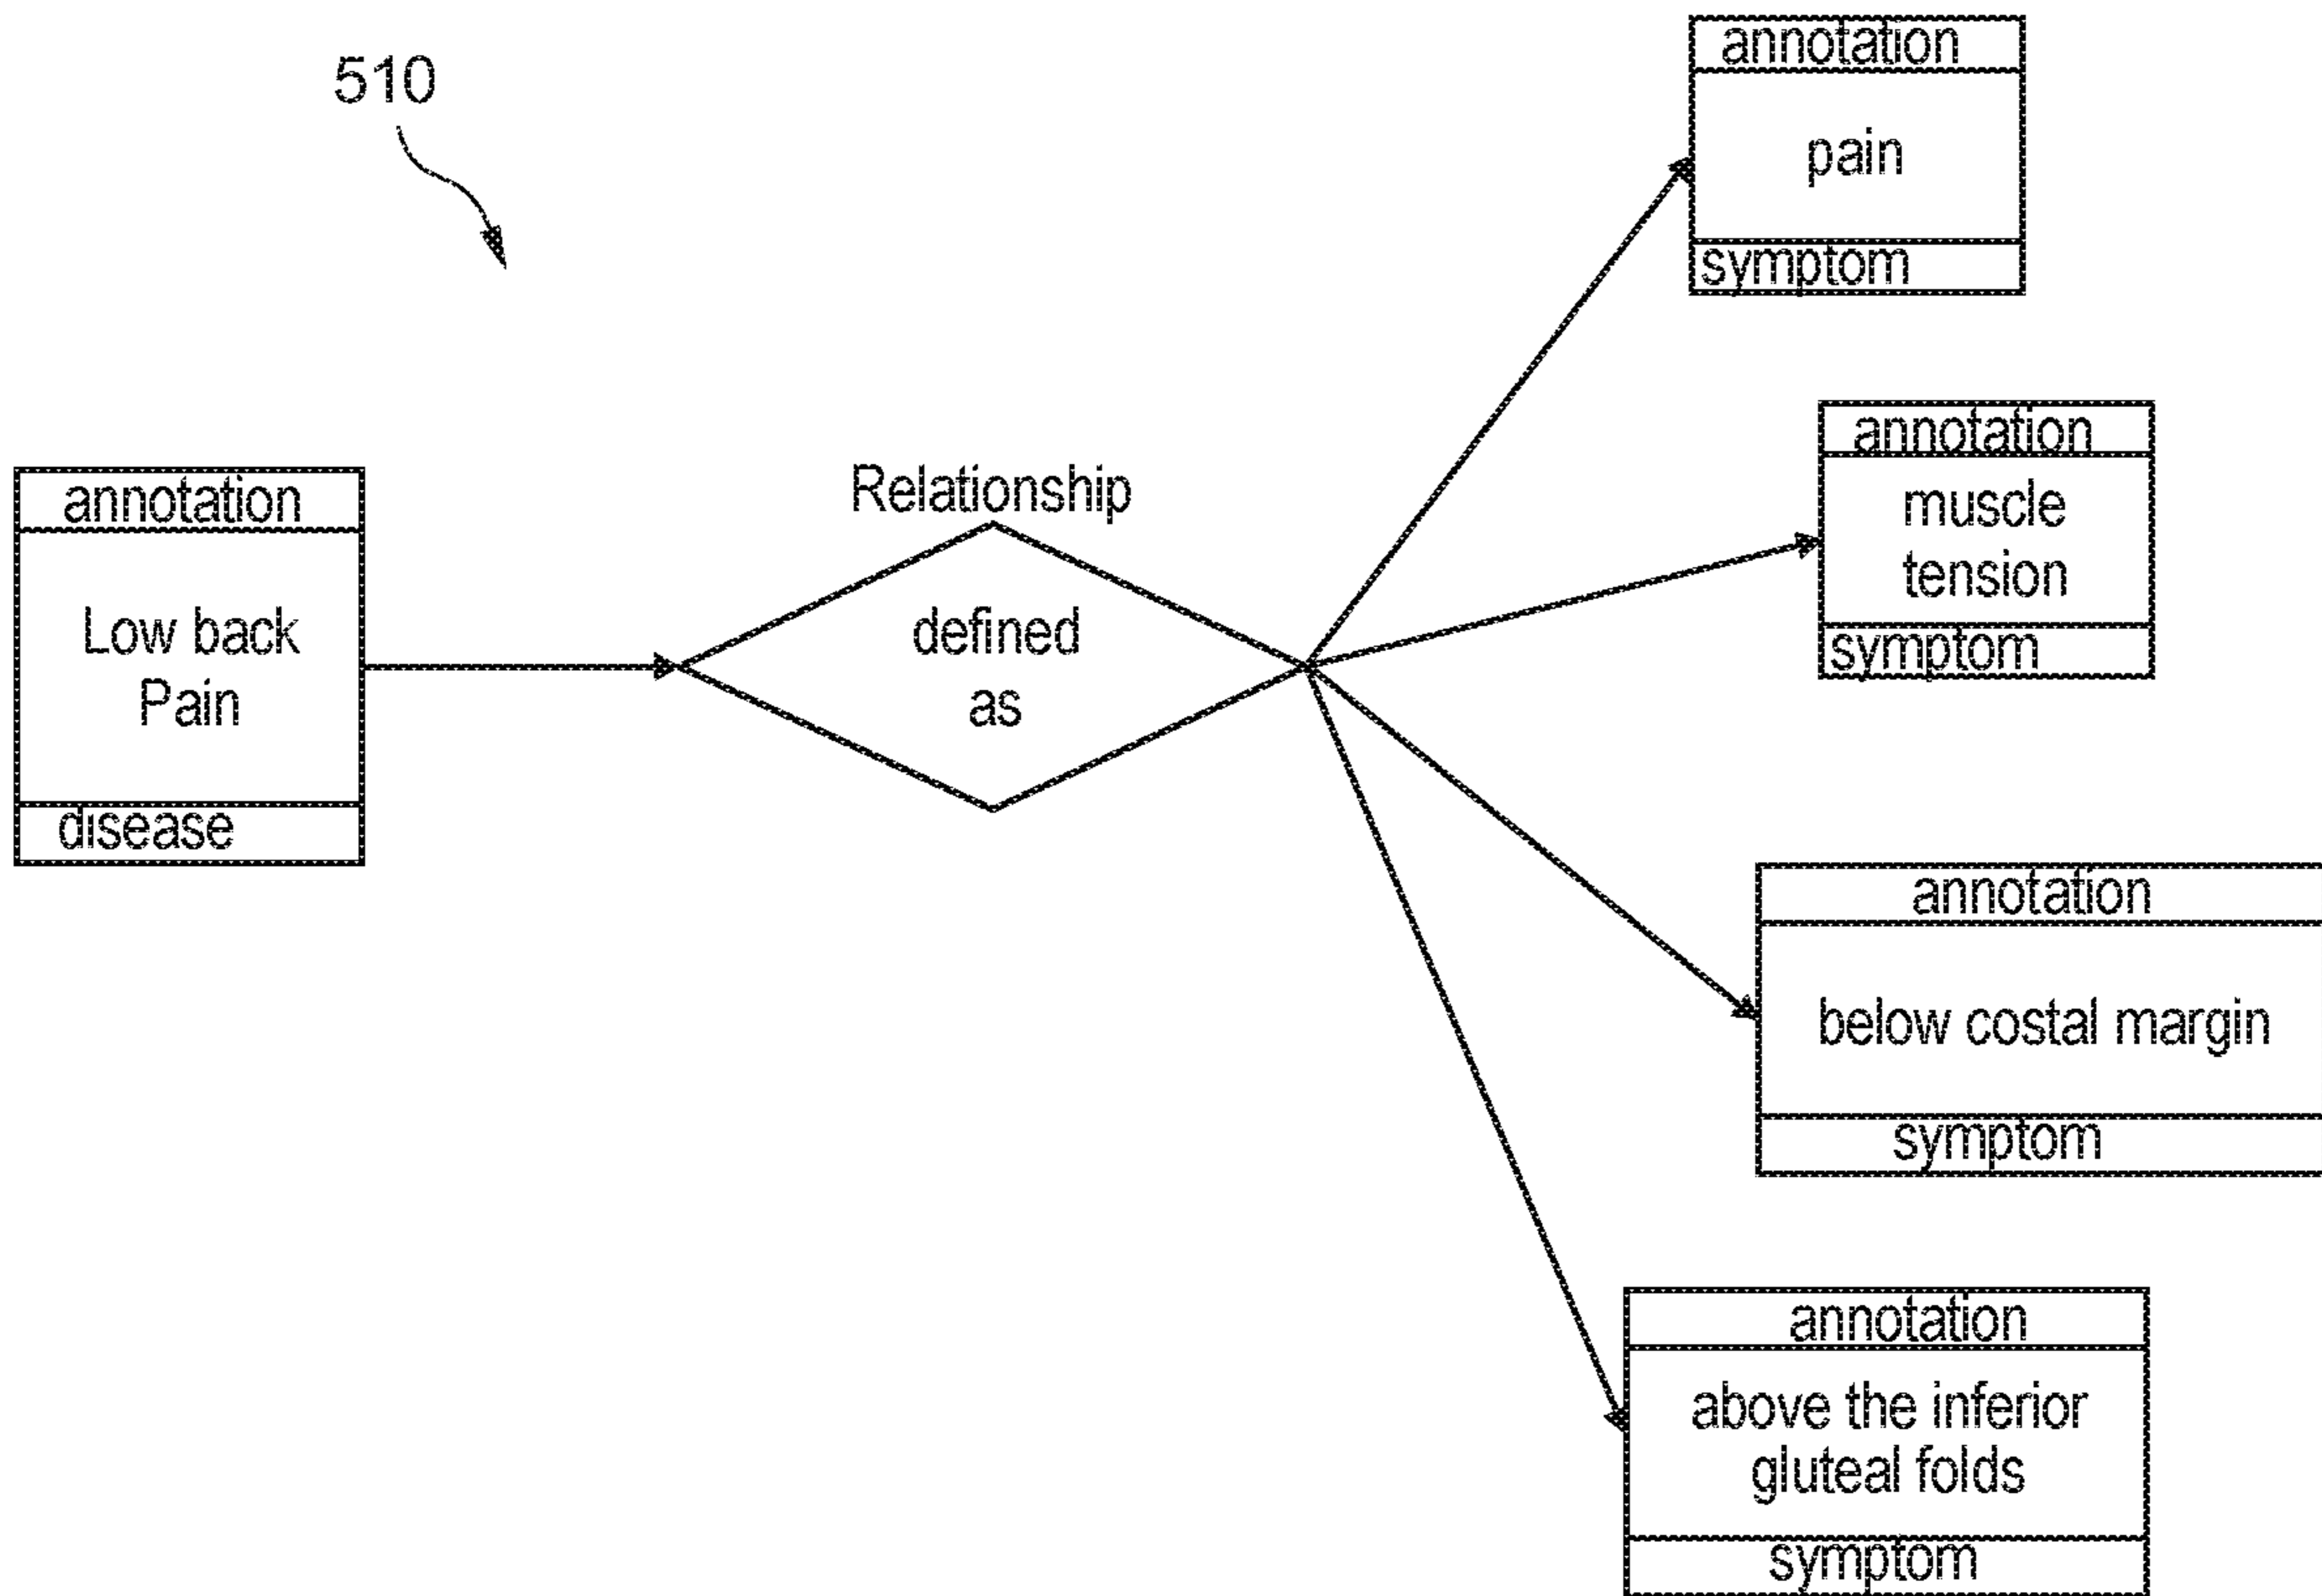 510
annotation
Low back
Pain
disease
Relationship
defined
as
annotation
pain
symptom
annotation
muscle
tension
symptom
annotation
below costal margin
symptom
annotation
above the inferior
gluteal folds
symptom